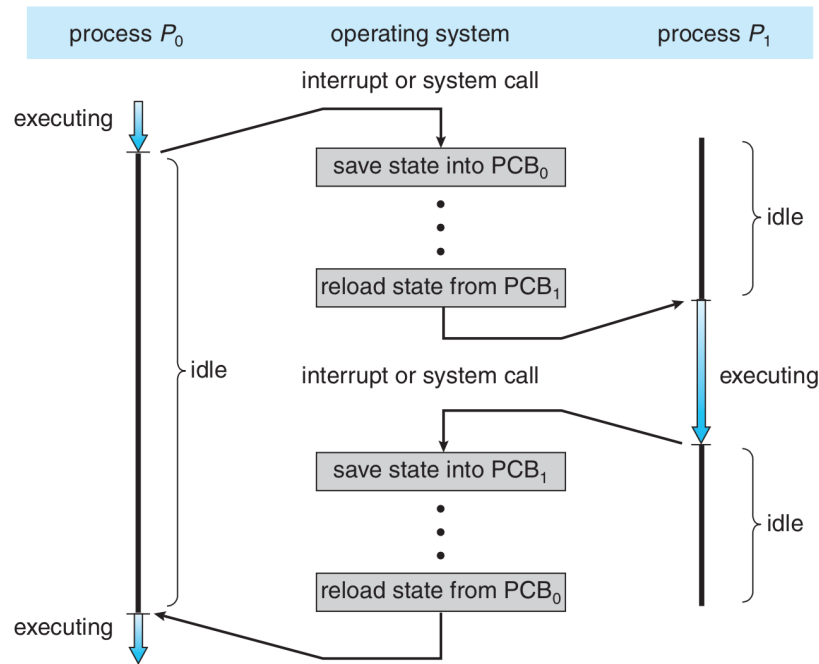 process P₀
operating system
process P₁
interrupt or system call
executing
save state into PCB₀
idle
reload state from PCB₁
idle
interrupt or system call
executing
save state into PCB₁
idle
reload state from PCB₀
executing